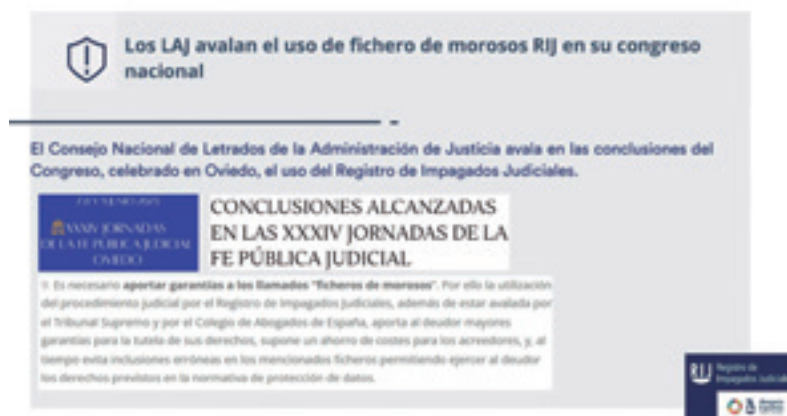 Los LAJ avalan el uso de fichero de morosos RIJ en su congreso
nacional
El Consejo Nacional de Letrados de la Administración de Justicia avala en las conclusiones del
Congreso, celebrado en Oviedo, el uso del Registro de Impagados Judiciales.
XXXIV JORNADAS
DE LA FE PÚBLICA JUDICIAL
OVIEDO
CONCLUSIONES ALCANZADAS
EN LAS XXXIV JORNADAS DE LA
FE PÚBLICA JUDICIAL
Es necesario aportar garantías a los llamados "ficheros de morosos". Por ello la utilización
del procedimiento judicial por el Registro de Impagados Judiciales, además de estar avalada por
el Tribunal Supremo y por el Colegio de Abogados de España, aporta al deudor mayores
garantías para la tutela de sus derechos, supone un ahorro de costes para los acreedores, y, al
tiempo evita inclusiones erróneas en los mencionados ficheros permitiendo ejercer al deudor
los derechos previstos en la normativa de protección de datos.
RIJ
Registro de
Impagados Judiciales